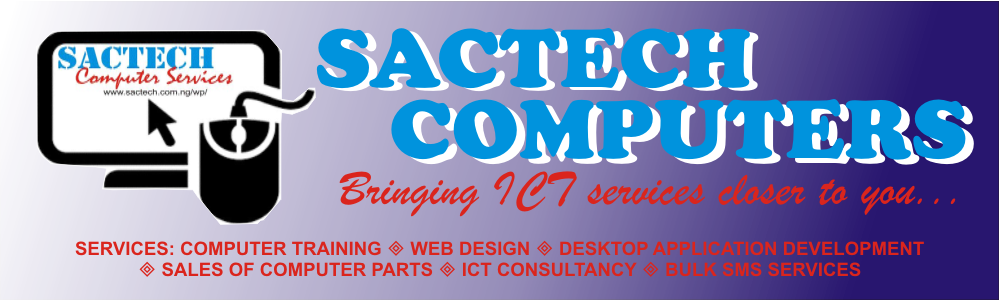 SACTECH
Computer Services
www.sactech.com.ng/wp/
SACTECH
COMPUTERS
Bringing ICT services closer to you...
SERVICES: COMPUTER TRAINING ◈ WEB DESIGN ◈ DESKTOP APPLICATION DEVELOPMENT
◈ SALES OF COMPUTER PARTS ◈ ICT CONSULTANCY ◈ BULK SMS SERVICES